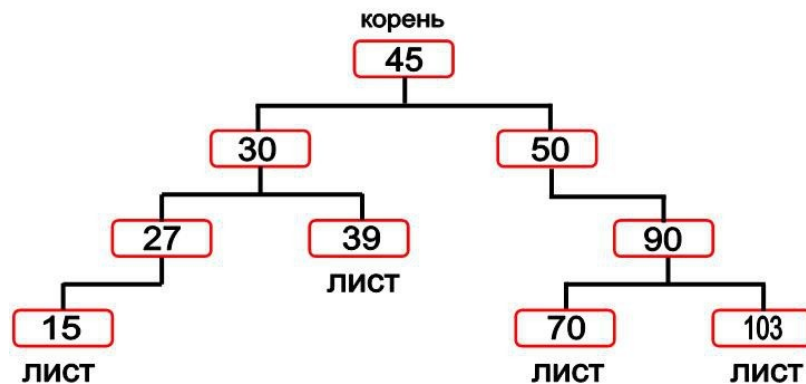 корень
45
30 50
27 39 90
лист
15 70 103
лист лист лист